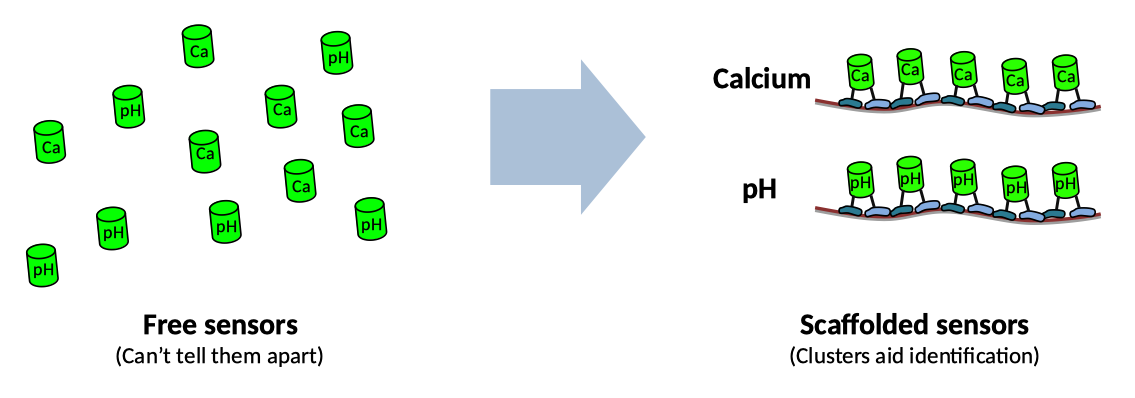 Ca
pH
pH
Ca
Ca
Ca
Ca
Ca
pH
pH
pH
pH
Calcium
Ca Ca Ca Ca Ca
pH
pH pH pH pH pH
Free sensors
(Can't tell them apart)
Scaffolded sensors
(Clusters aid identification)